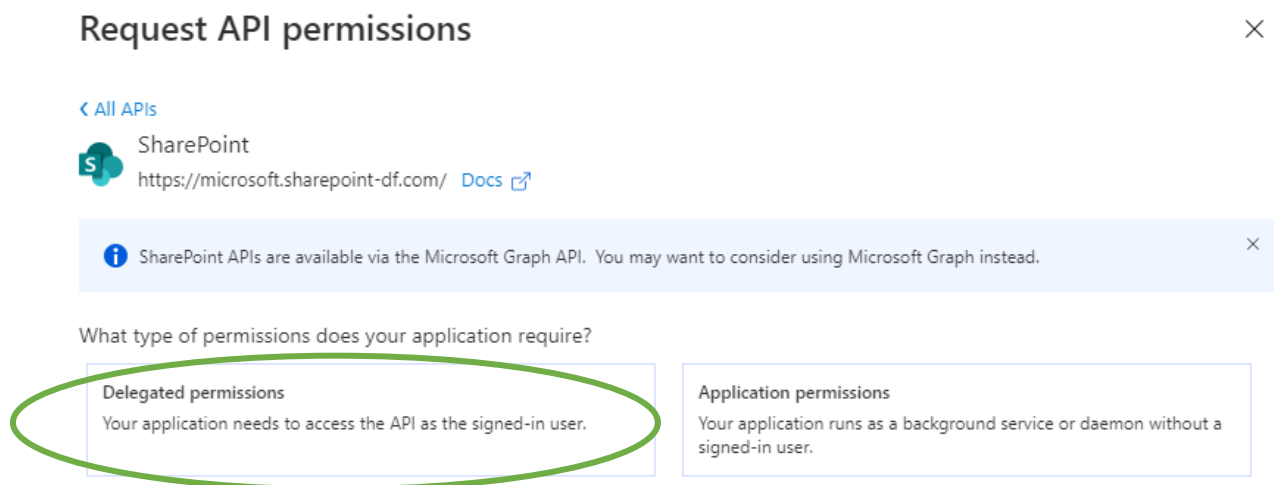 Request API permissions
All APIs
SharePoint
S
https://microsoft.sharepoint-df.com/ Docs
SharePoint APIs are available via the Microsoft Graph API. You may want to consider using Microsoft Graph instead.
What type of permissions does your application require?
Delegated permissions
Your application needs to access the API as the signed-in user.
Application permissions
Your application runs as a background service or daemon without a
signed-in user.